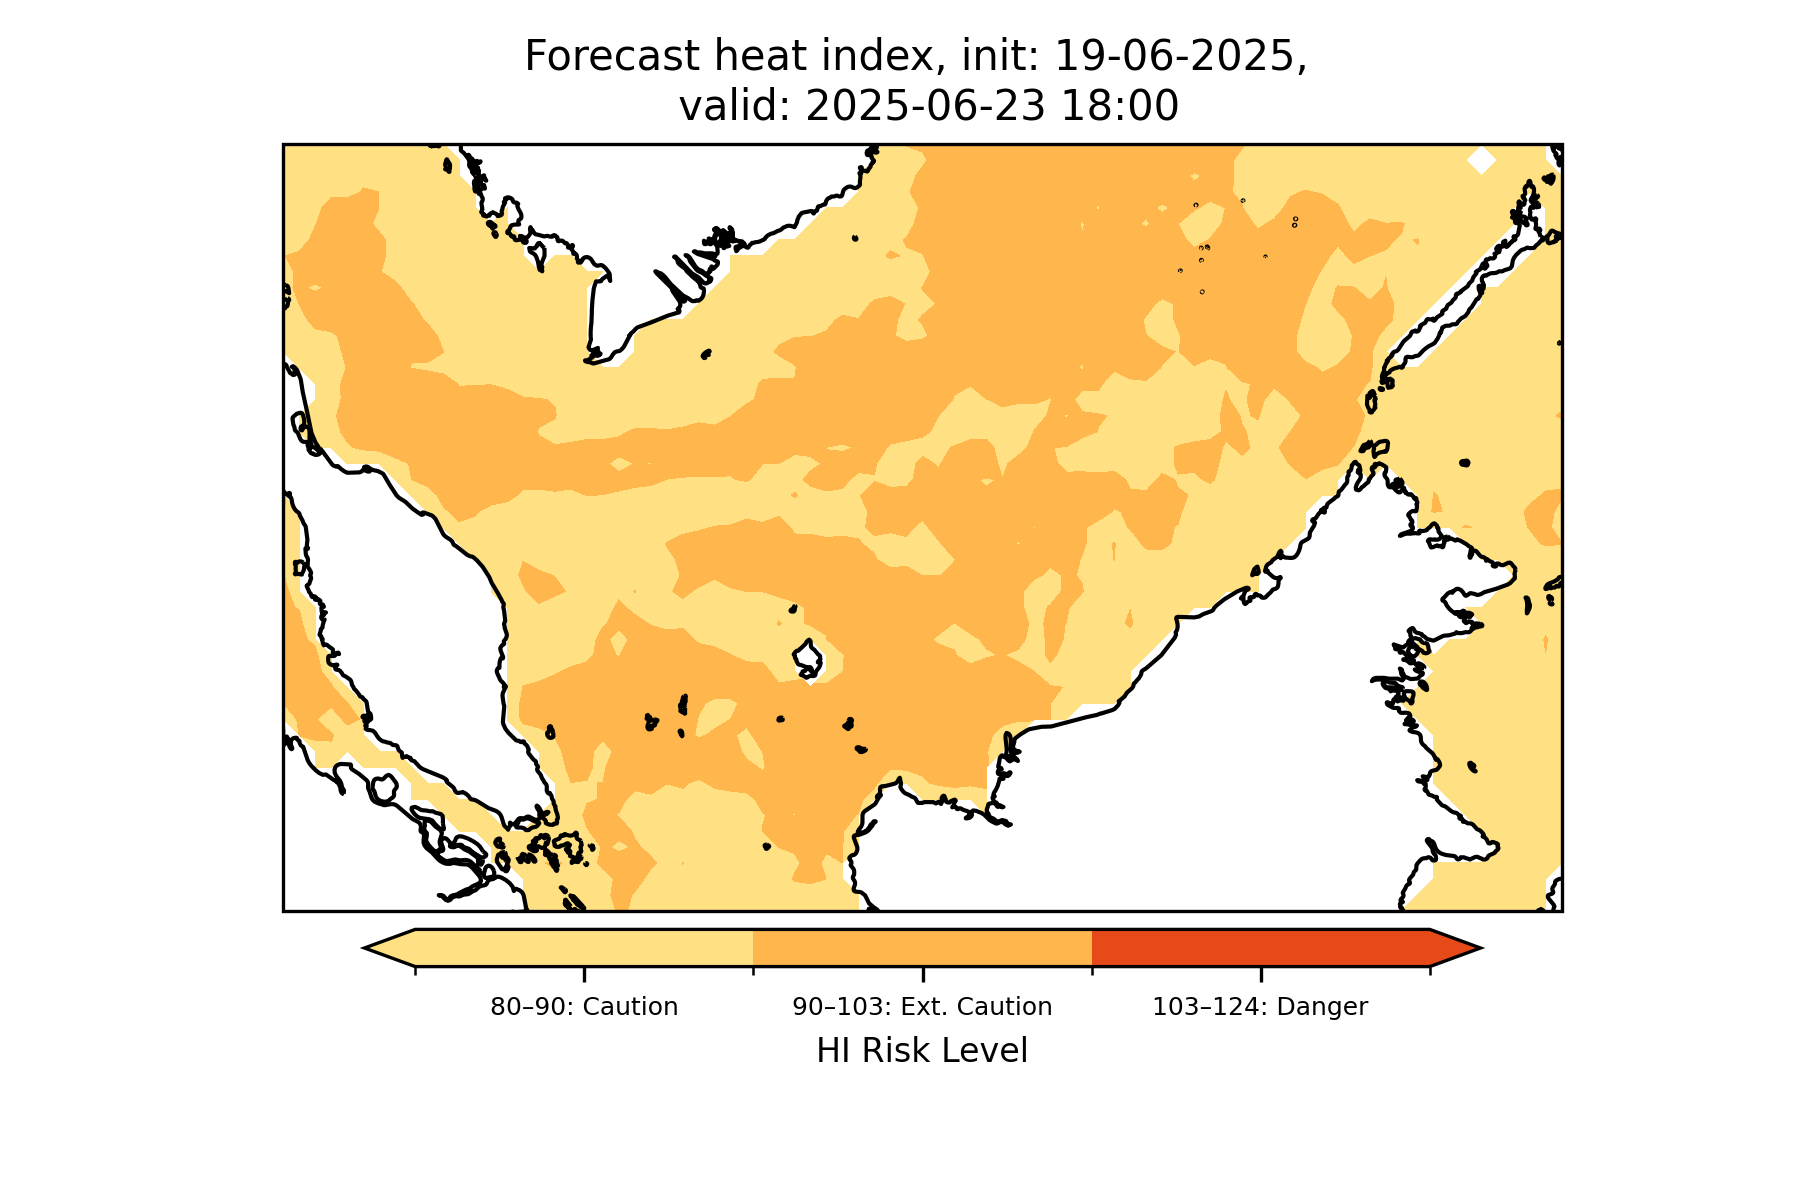 Forecast heat index, init: 19-06-2025,
valid: 2025-06-23 18:00
80–90: Caution
90–103: Ext. Caution
103–124: Danger
HI Risk Level